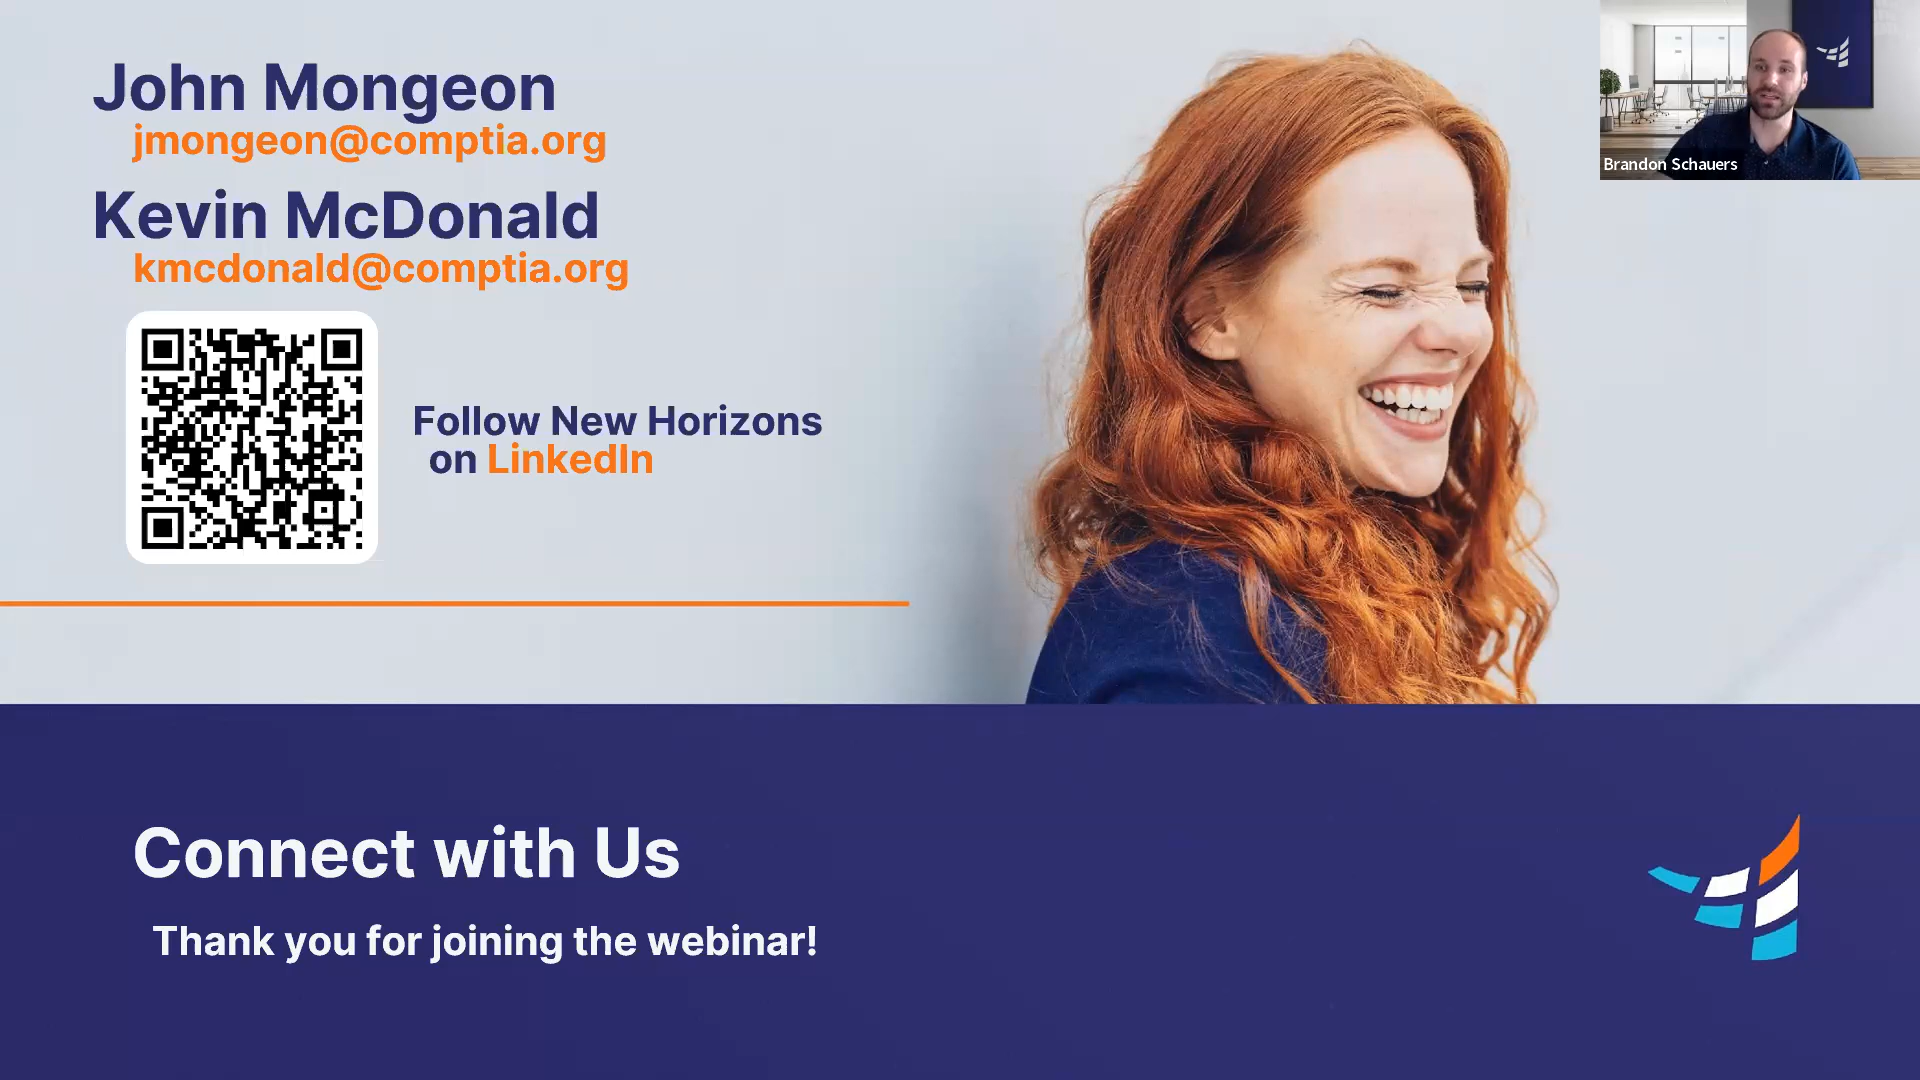 John Mongeon
jmongeon@comptia.org
Kevin McDonald
kmcdonald@comptia.org
Follow New Horizons
on LinkedIn
Brandon Schauers
Connect with Us
Thank you for joining the webinar!